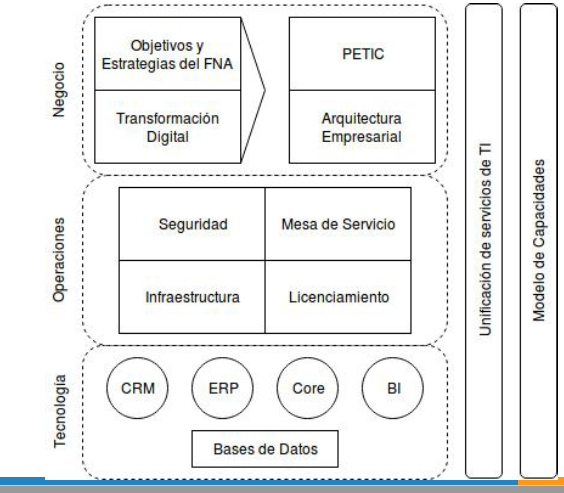 Negocio
Objetivos y
Estrategias del FNA
PETIC
Transformación
Digital
Arquitectura
Empresarial
Operaciones
Seguridad
Mesa de Servicio
Infraestructura
Licenciamiento
Tecnología
CRM
ERP
Core
BI
Bases de Datos
Unificación de servicios de TI
Modelo de Capacidades